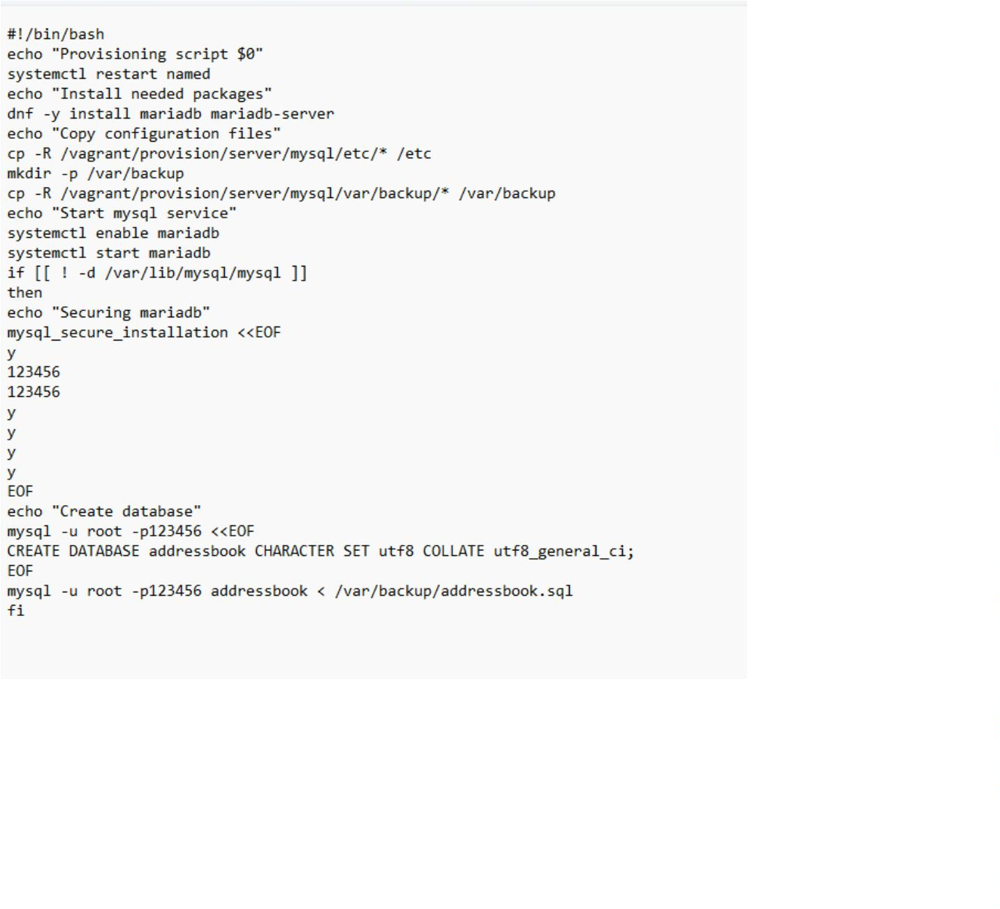 #!/bin/bash
echo "Provisioning script $0"
systemctl restart named
echo "Install needed packages"
dnf -y install mariadb mariadb-server
echo "Copy configuration files"
cp -R /vagrant/provision/server/mysql/etc/* /etc
mkdir -p /var/backup
cp -R /vagrant/provision/server/mysql/var/backup/* /var/backup
echo "Start mysql service"
systemctl enable mariadb
systemctl start mariadb
if [[ ! -d /var/lib/mysql/mysql ]]
then
echo "Securing mariadb"
mysql_secure_installation <<EOF
y
123456
123456
y
y
y
y
EOF
echo "Create database"
mysql -u root -p123456 <<EOF
CREATE DATABASE addressbook CHARACTER SET utf8 COLLATE utf8_general_ci;
EOF
mysql -u root -p123456 addressbook < /var/backup/addressbook.sql
fi